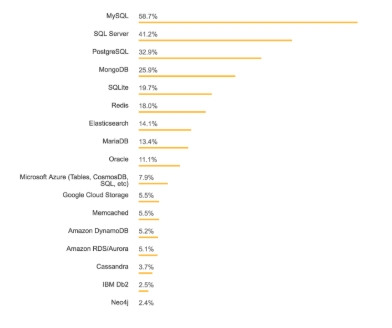 MySQL 58.7%
SQL Server 41.2%
PostgreSQL 32.9%
MongoDB 25.9%
SQLite 19.7%
Redis 18.0%
Elasticsearch 14.1%
MariaDB 13.4%
Oracle 11.1%
Microsoft Azure (Tables, CosmosDB, 7.9%
SQL, etc)
Google Cloud Storage 5.5%
Memcached 5.5%
Amazon DynamoDB 5.2%
Amazon RDS/Aurora 5.1%
Cassandra 3.7%
IBM Db2 2.5%
Neo4j 2.4%